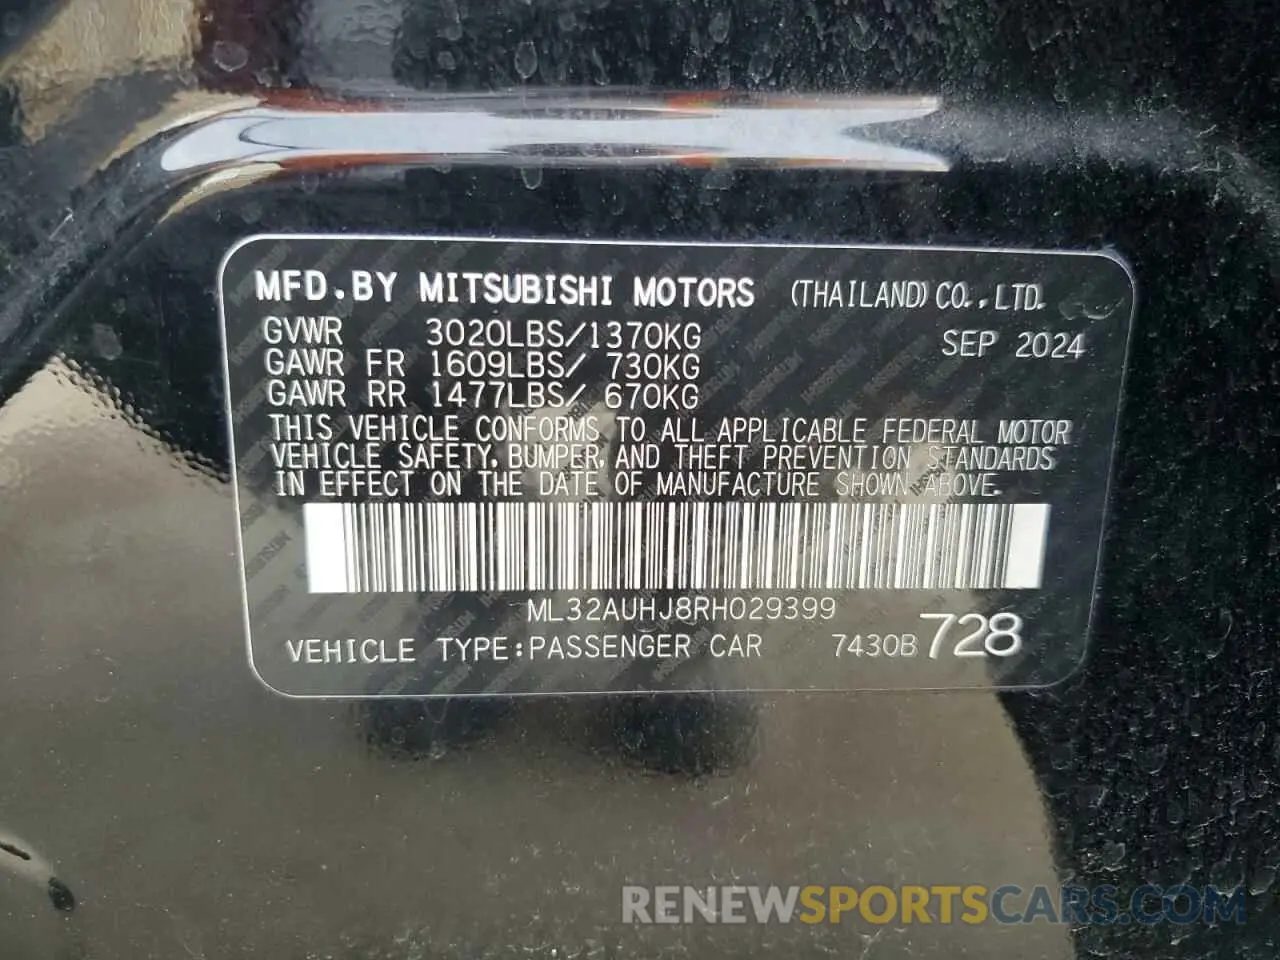 MFD.BY MITSUBISHI MOTORS (THAILAND) CO.,LTD.
GVWR 3020LBS/1370KG SEP 2024
GAWR FR 1609LBS/ 730KG
GAWR RR 1477LBS/ 670KG
THIS VEHICLE CONFORMS TO ALL APPLICABLE FEDERAL MOTOR
VEHICLE SAFETY, BUMPER, AND THEFT PREVENTION STANDARDS
IN EFFECT ON THE DATE OF MANUFACTURE SHOWN ABOVE.
ML32AUHJ8RH029399
VEHICLE TYPE:PASSENGER CAR 7430B 728
RENEWSPORTSCARS.COM